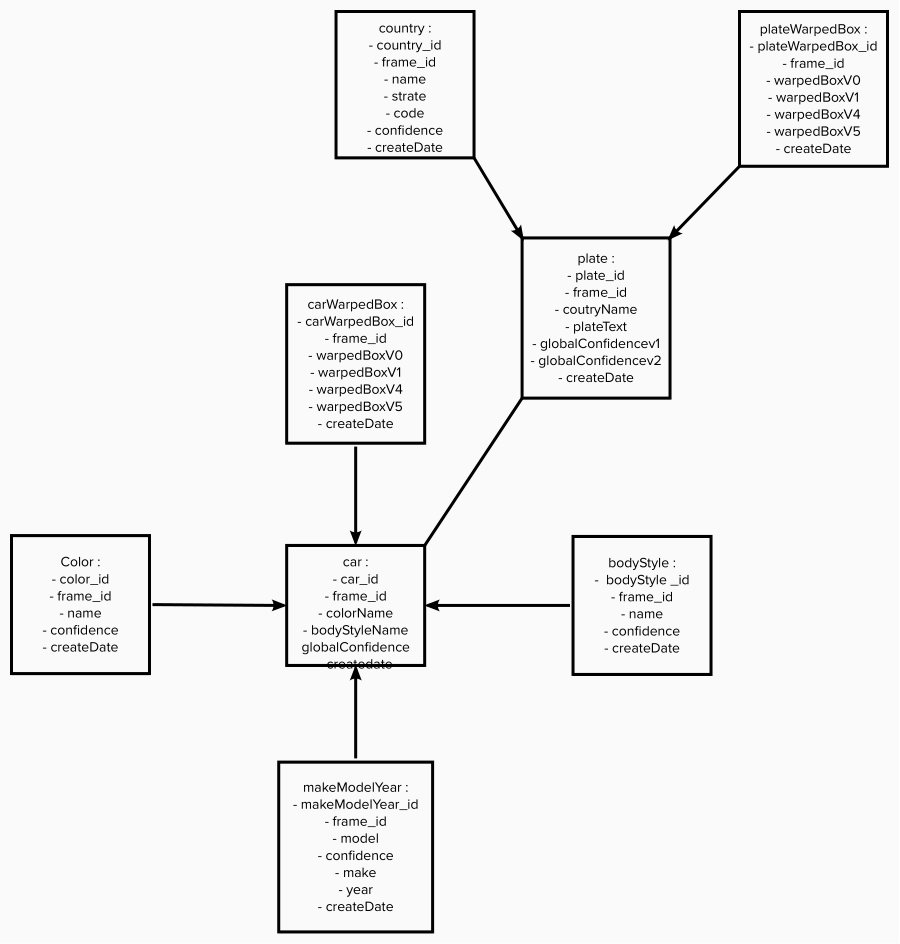 country :
- country_id
- frame_id
- name
- strate
- code
- confidence
- createDate
plateWarpedBox :
- plateWarpedBox_id
- frame_id
- warpedBoxV0
- warpedBoxV1
- warpedBoxV4
- warpedBoxV5
- createDate
plate :
- plate_id
- frame_id
- coutryName
- plateText
- globalConfidencev1
- globalConfidencev2
- createDate
carWarpedBox :
- carWarpedBox_id
- frame_id
- warpedBoxV0
- warpedBoxV1
- warpedBoxV4
- warpedBoxV5
- createDate
Color :
- color_id
- frame_id
- name
- confidence
- createDate
car :
- car_id
- frame_id
- colorName
- bodyStyleName
globalConfidence
createdate
bodyStyle :
- bodyStyle _id
- frame_id
- name
- confidence
- createDate
makeModelYear :
- makeModelYear_id
- frame_id
- model
- confidence
- make
- year
- createDate